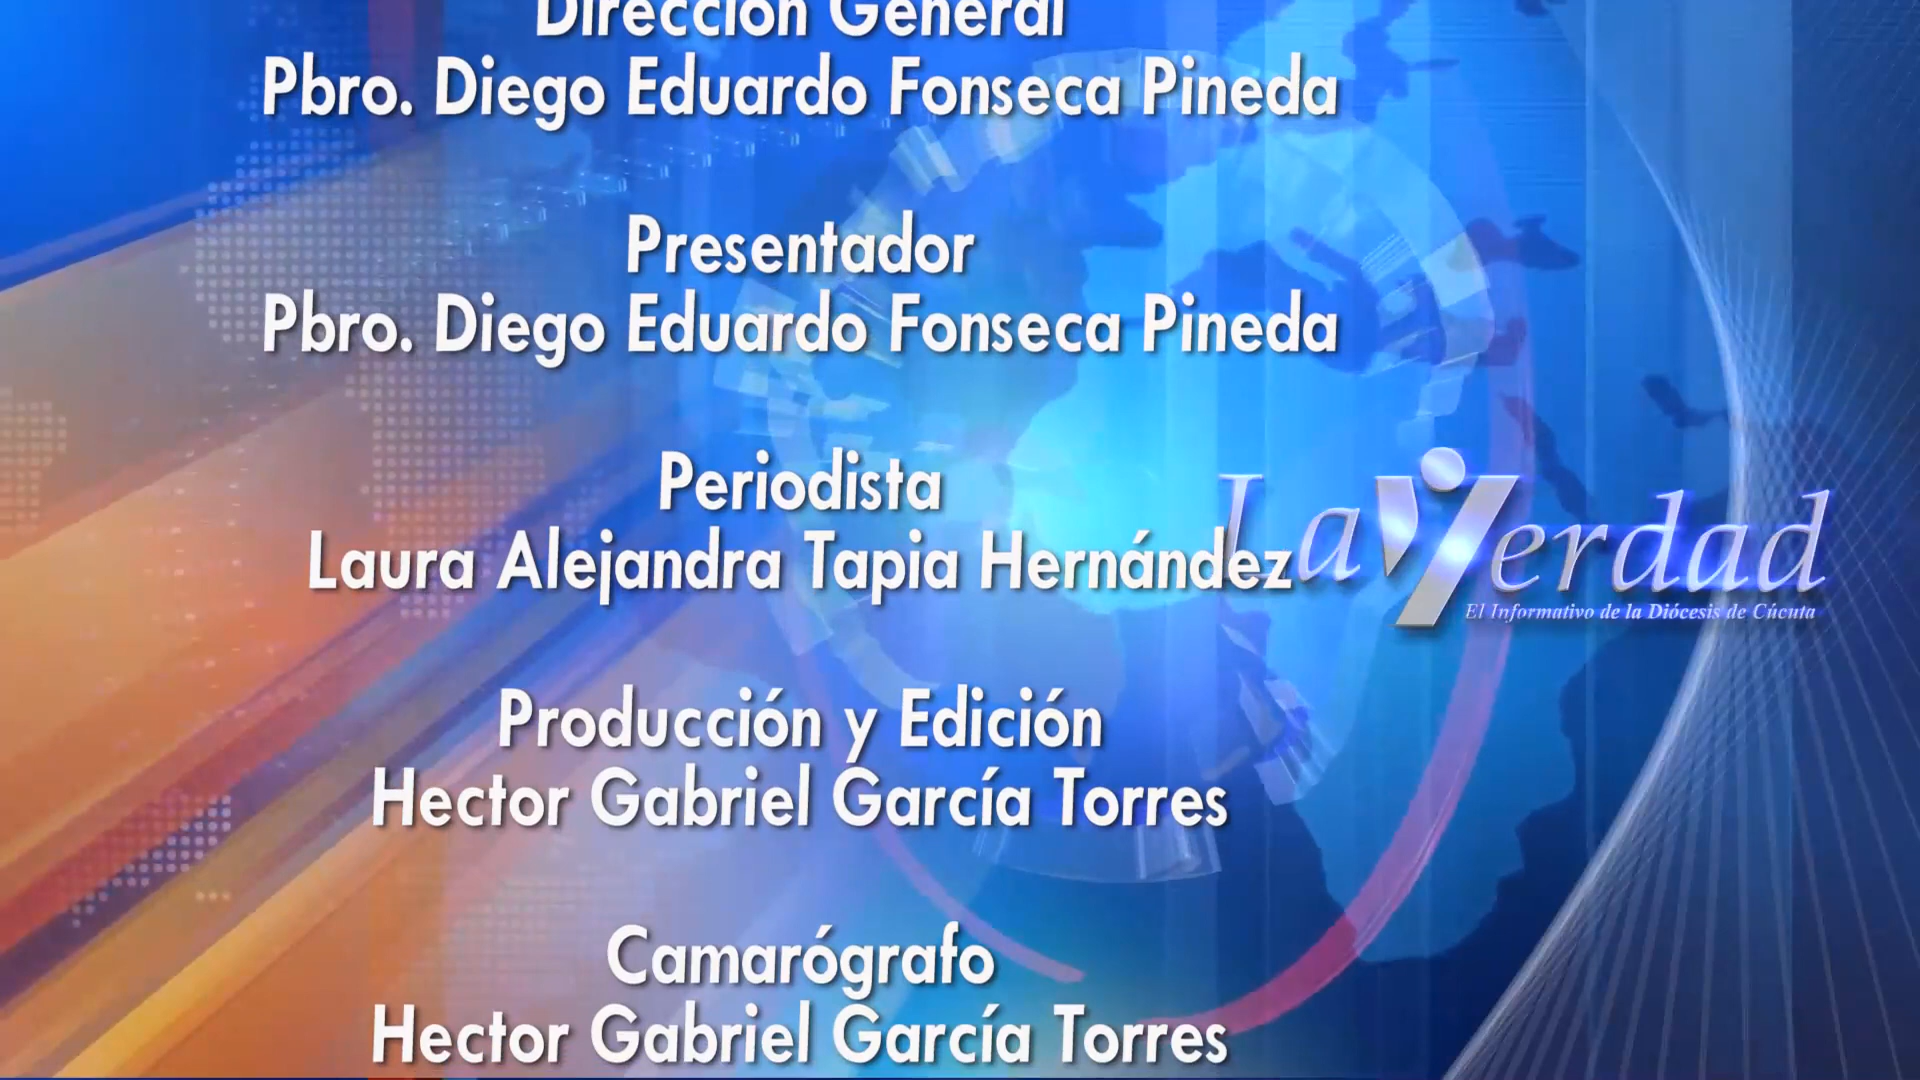 Dirección General
Pbro. Diego Eduardo Fonseca Pineda
Presentador
Pbro. Diego Eduardo Fonseca Pineda
Periodista
Laura Alejandra Tapia Hernández
La Verdad
El Informativo de la Diócesis de Cúcuta
Producción y Edición
Hector Gabriel García Torres
Camarógrafo
Hector Gabriel García Torres